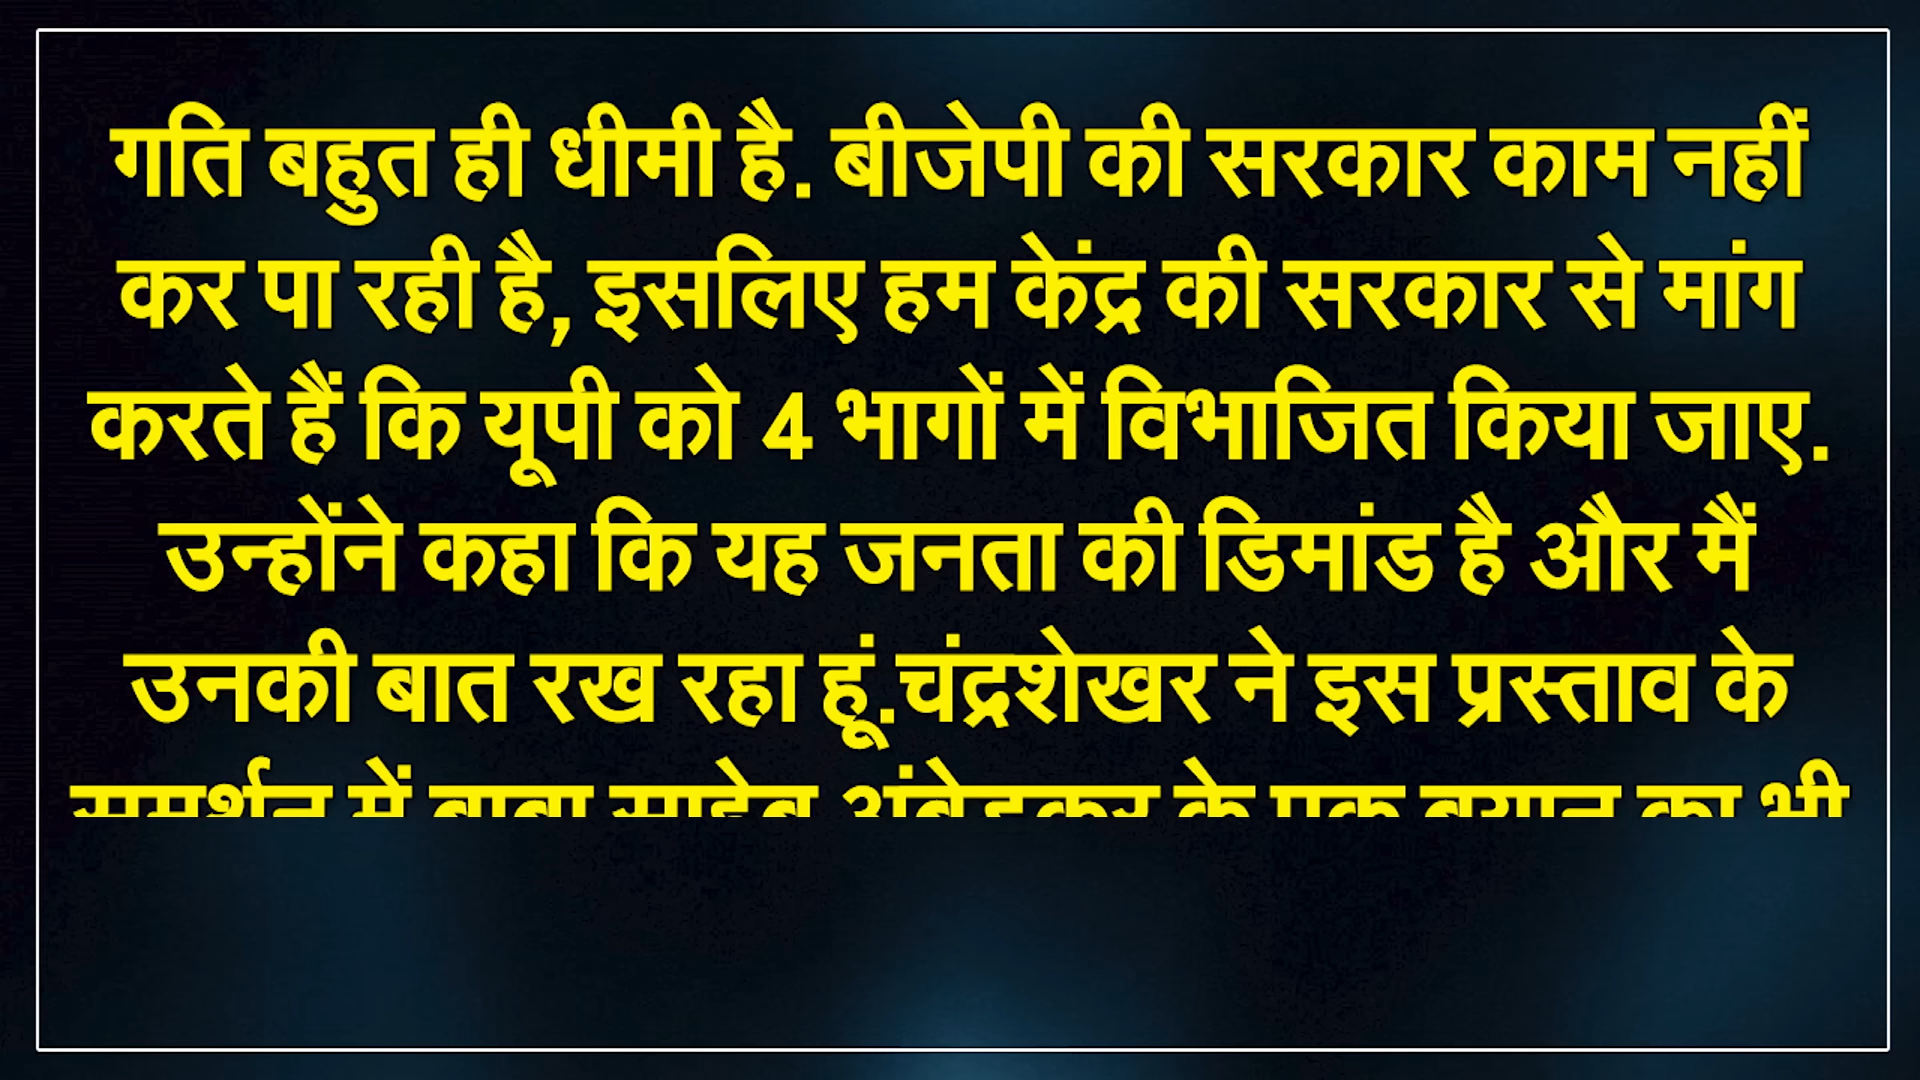 गति बहुत ही धीमी है. बीजेपी की सरकार काम नहीं
कर पा रही है, इसलिए हम केंद्र की सरकार से मांग
करते हैं कि यूपी को 4 भागों में विभाजित किया जाए.
उन्होंने कहा कि यह जनता की डिमांड है और मैं
उनकी बात रख रहा हूं.चंद्रशेखर ने इस प्रस्ताव के
समर्थन में बाबा साहेब अंबेडकर के एक बयान का भी